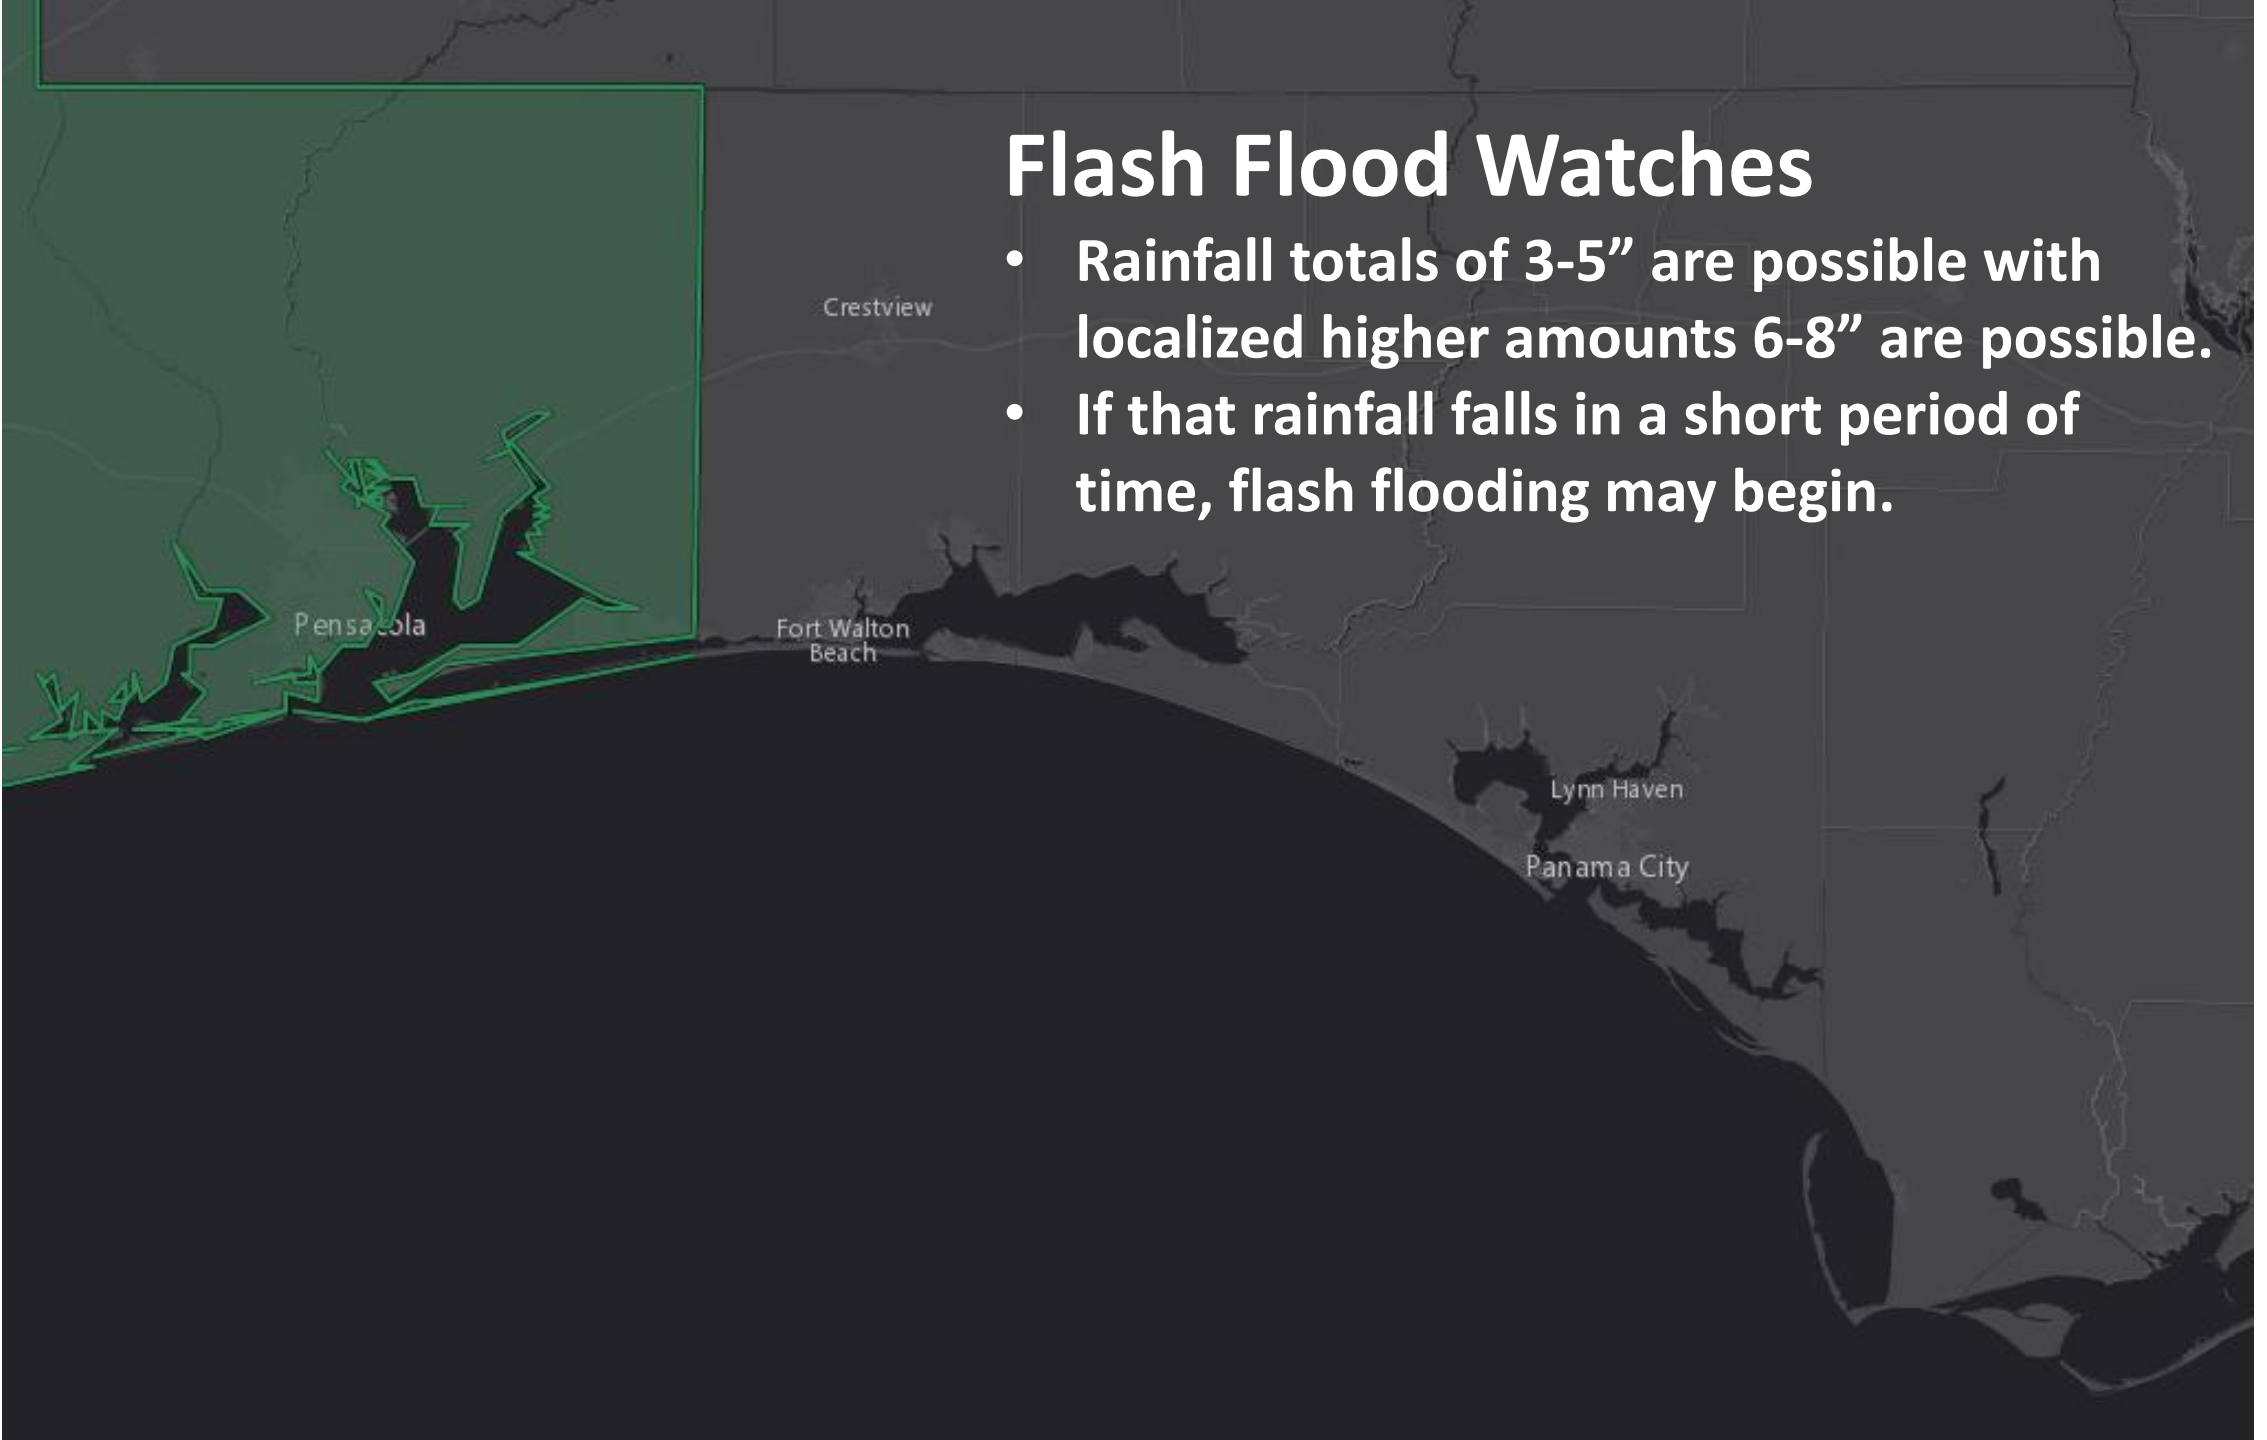 Flash Flood Watches
• Rainfall totals of 3-5” are possible with
localized higher amounts 6-8” are possible.
• If that rainfall falls in a short period of
time, flash flooding may begin.
Crestview
Pensacola
Fort Walton
Beach
Lynn Haven
Panama City